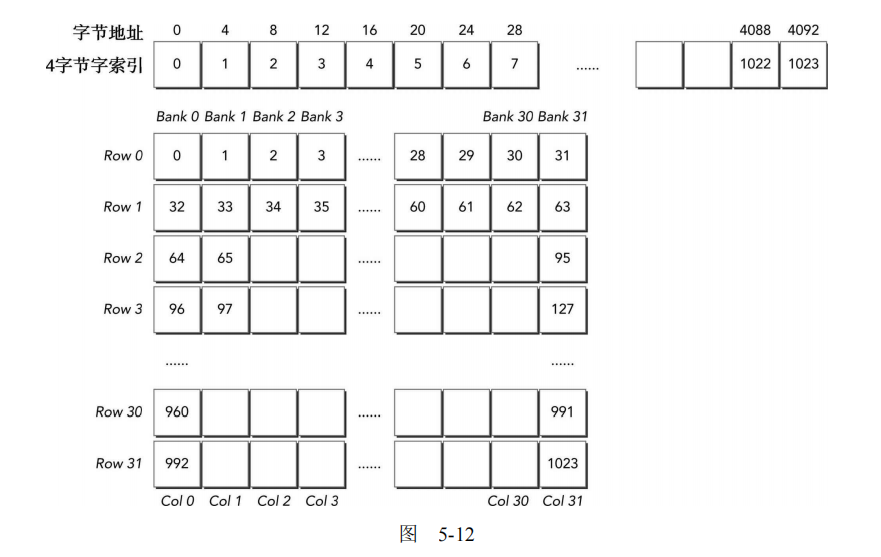 字节地址 0 4 8 12 16 20 24 28 4088 4092
4字节字索引 0 1 2 3 4 5 6 7 ...... 1022 1023
Bank 0 Bank 1 Bank 2 Bank 3 Bank 30 Bank 31
Row 0 0 1 2 3 ...... 28 29 30 31
Row 1 32 33 34 35 ...... 60 61 62 63
Row 2 64 65 ...... 95
Row 3 96 97 ...... 127
...... ......
Row 30 960 ...... 991
Row 31 992 ...... 1023
Col 0 Col 1 Col 2 Col 3 Col 30 Col 31
图 5-12